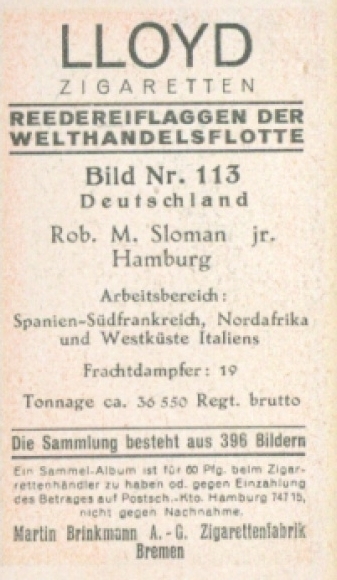 LLOYD
ZIGARETTEN
REEDEREIFLAGGEN DER
WELTHANDELSFLOTTE
Bild Nr. 113
Deutschland
Rob. M. Sloman jr.
Hamburg
Arbeitsbereich:
Spanien-Südfrankreich, Nordafrika
und Westküste Italiens
Frachtdampfer: 19
Tonnage ca. 36 550 Regt. brutto
Die Sammlung besteht aus 396 Bildern
Ein Sammel-Album ist für 60 Pfg. beim Zigar-
rettenhändler zu haben od. gegen Einzahlung
des Betrages auf Postsch.-Kto. Hamburg 747 15,
nicht gegen Nachnahme.
Martin Brinkmann A.-G. Zigarettenfabrik
Bremen